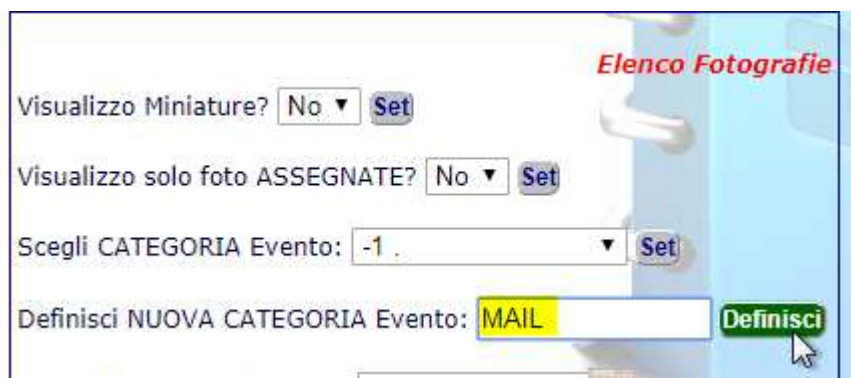 Elenco Fotografie
Visualizzo Miniature? No Set
Visualizzo solo foto ASSEGNATE? No Set
Scegli CATEGORIA Evento: -1 . Set
Definisci NUOVA CATEGORIA Evento: MAIL Definisci